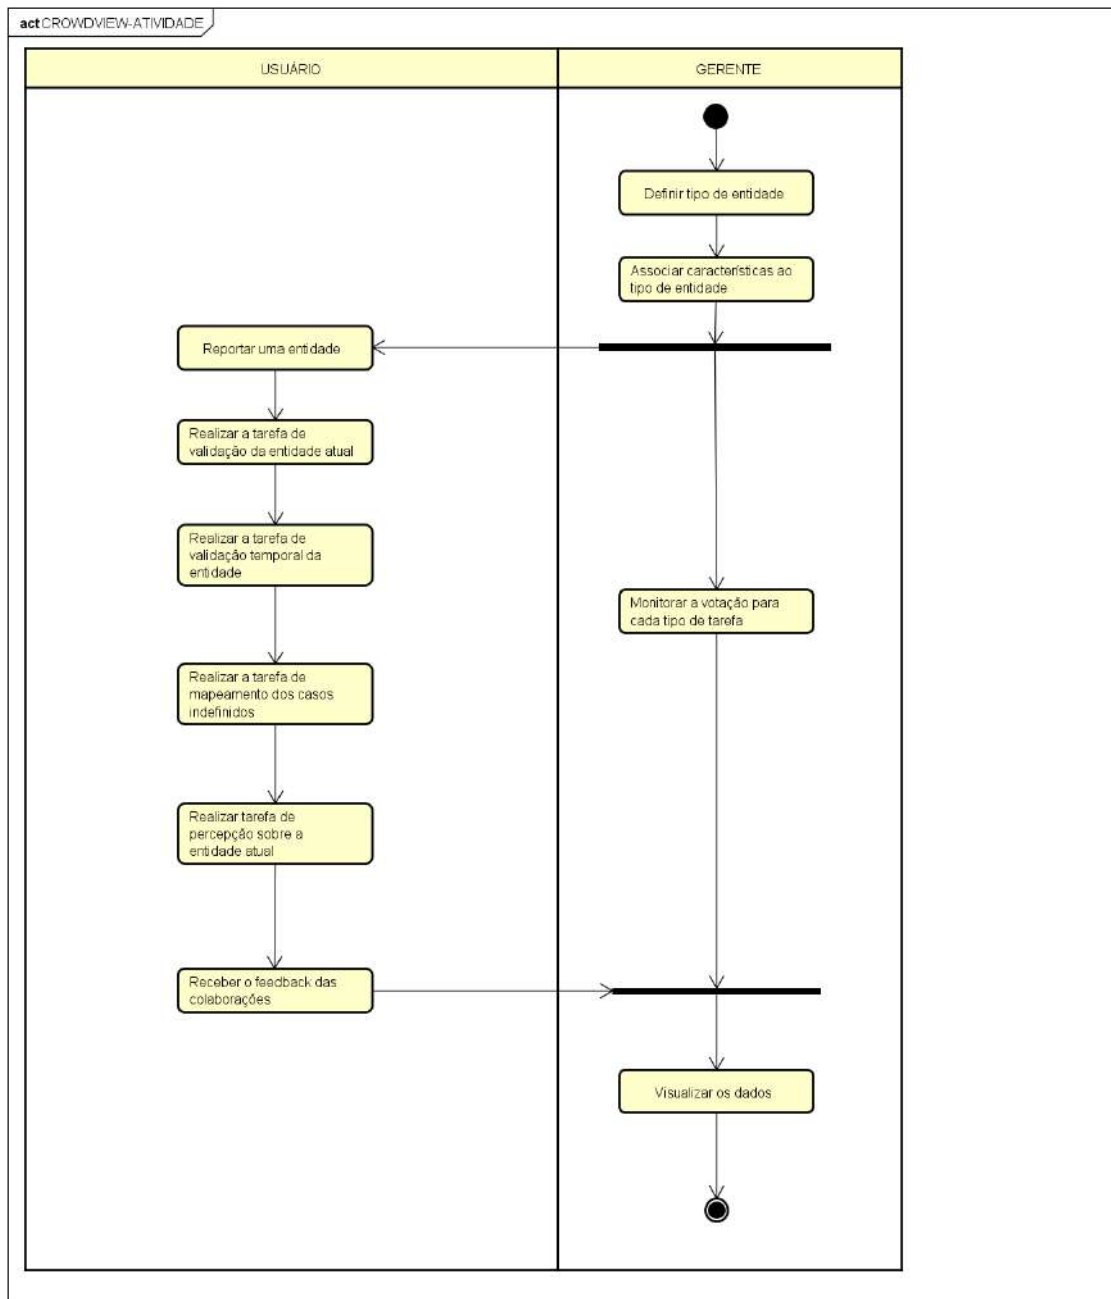 act CROWDVIEW-ATIVIDADE
USUÁRIO
GERENTE
Definir tipo de entidade
Associar características ao
tipo de entidade
Reportar uma entidade
Realizar a tarefa de
validação da entidade atual
Realizar a tarefa de
validação temporal da
entidade
Monitorar a votação para
cada tipo de tarefa
Realizar a tarefa de
mapeamento dos casos
indefinidos
Realizar tarefa de
percepção sobre a
entidade atual
Receber o feedback das
colaborações
Visualizar os dados